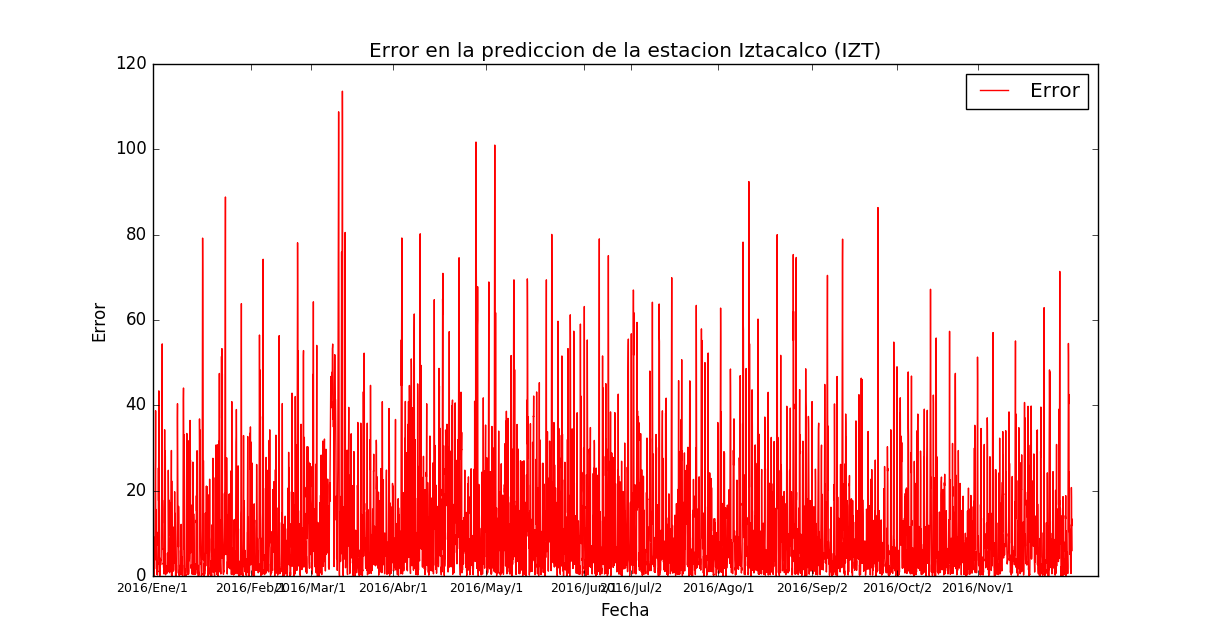 Error en la prediccion de la estacion Iztacalco (IZT)
120
100
80
60
40
20
0
Error
Error
2016/Ene/1 2016/Feb/1 2016/Mar/1 2016/Abr/1 2016/May/1 2016/Jun/1 2016/Jul/2 2016/Ago/1 2016/Sep/2 2016/Oct/2 2016/Nov/1
Fecha